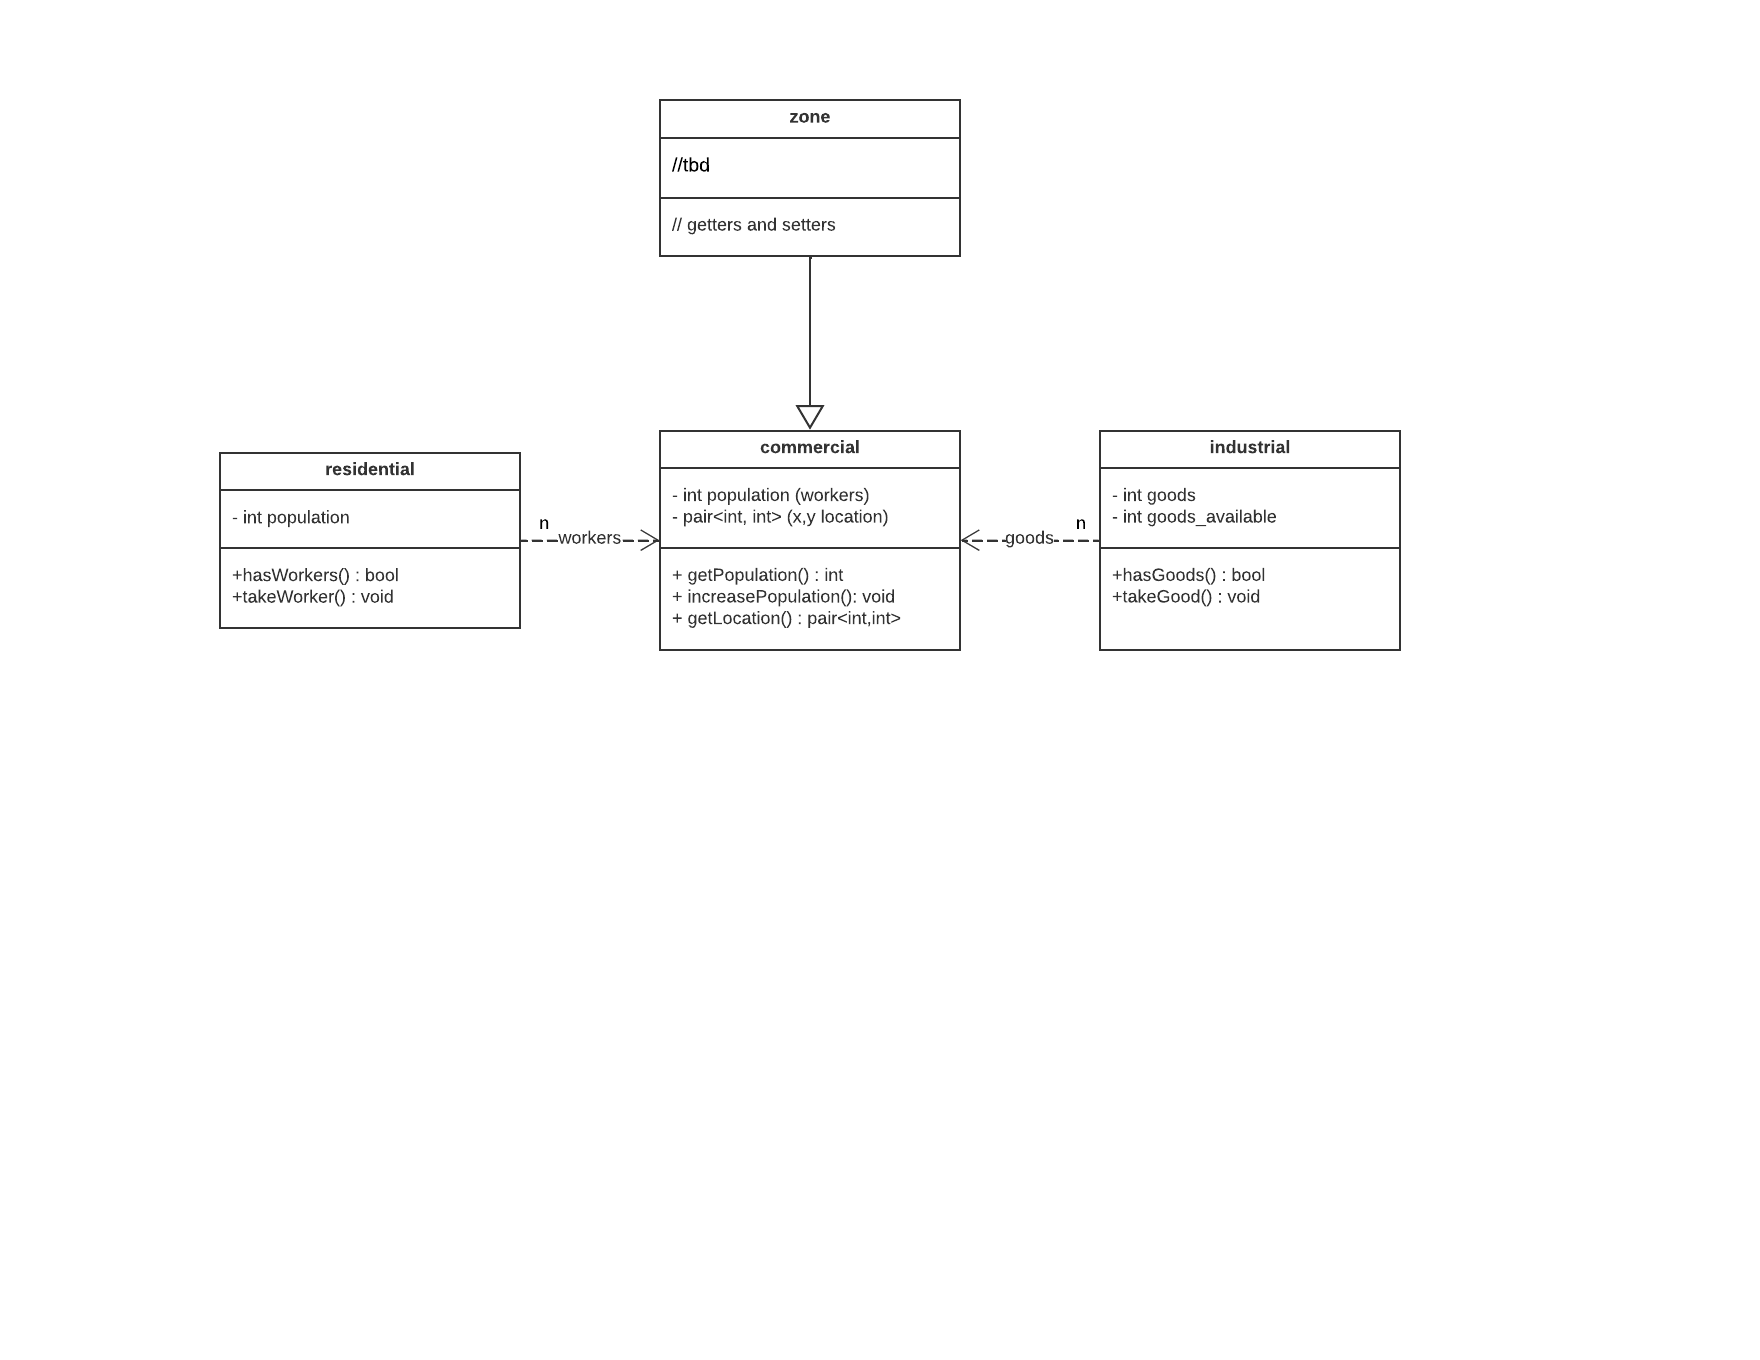 zone
//tbd
// getters and setters
residential
- int population
+hasWorkers() : bool
+takeWorker() : void
n
workers
commercial
- int population (workers)
- pair<int, int> (x,y location)
+ getPopulation() : int
+ increasePopulation(): void
+ getLocation() : pair<int,int>
n
goods
industrial
- int goods
- int goods_available
+hasGoods() : bool
+takeGood() : void